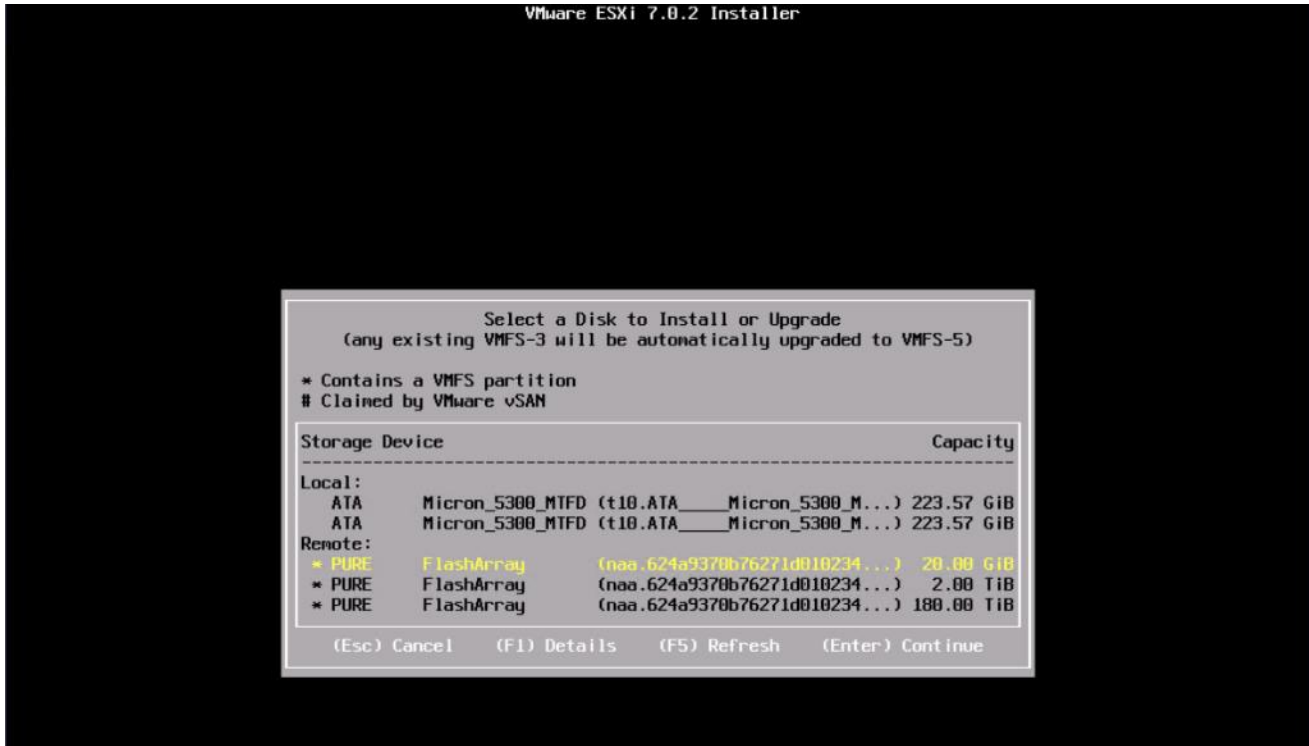 VMware ESXi 7.0.2 Installer
Select a Disk to Install or Upgrade
(any existing VMFS-3 will be automatically upgraded to VMFS-5)
* Contains a VMFS partition
# Claimed by VMware vSAN
Storage Device Capacity
--------------------------------------------------------------------
Local:
ATA Micron_5300_MTFD (t10.ATA_____Micron_5300_M...) 223.57 GiB
ATA Micron_5300_MTFD (t10.ATA_____Micron_5300_M...) 223.57 GiB
Remote:
* PURE FlashArray (naa.624a9370b76271d010234...) 20.00 GiB
* PURE FlashArray (naa.624a9370b76271d010234...) 2.00 TiB
* PURE FlashArray (naa.624a9370b76271d010234...) 180.00 TiB
(Esc) Cancel (F1) Details (F5) Refresh (Enter) Continue